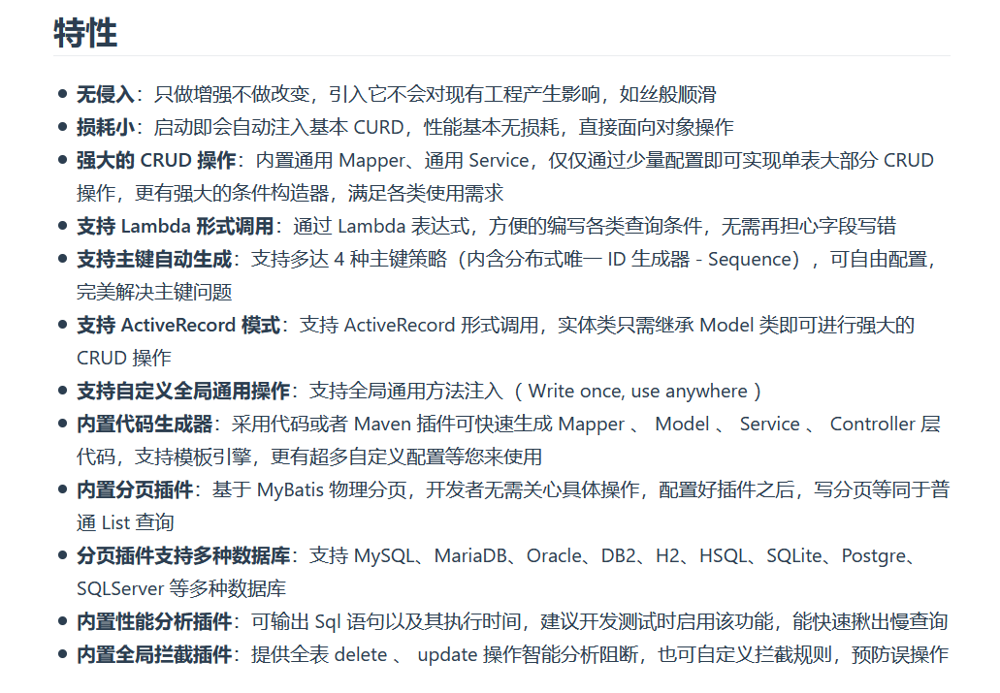 特性
无侵入：只做增强不做改变，引入它不会对现有工程产生影响，如丝般顺滑
损耗小：启动即会自动注入基本 CURD，性能基本无损耗，直接面向对象操作
强大的 CRUD 操作：内置通用 Mapper、通用 Service，仅仅通过少量配置即可实现单表大部分 CRUD
操作，更有强大的条件构造器，满足各类使用需求
支持 Lambda 形式调用：通过 Lambda 表达式，方便的编写各类查询条件，无需再担心字段写错
支持主键自动生成：支持多达 4 种主键策略（内含分布式唯一 ID 生成器 - Sequence），可自由配置，
完美解决主键问题
支持 ActiveRecord 模式：支持 ActiveRecord 形式调用，实体类只需继承 Model 类即可进行强大的
CRUD 操作
支持自定义全局通用操作：支持全局通用方法注入（ Write once, use anywhere ）
内置代码生成器：采用代码或者 Maven 插件可快速生成 Mapper 、 Model 、 Service 、 Controller 层
代码，支持模板引擎，更有超多自定义配置等您来使用
内置分页插件：基于 MyBatis 物理分页，开发者无需关心具体操作，配置好插件之后，写分页等同于普
通 List 查询
分页插件支持多种数据库：支持 MySQL、MariaDB、Oracle、DB2、H2、HSQL、SQLite、Postgre、
SQLServer 等多种数据库
内置性能分析插件：可输出 Sql 语句以及其执行时间，建议开发测试时启用该功能，能快速揪出慢查询
内置全局拦截插件：提供全表 delete 、 update 操作智能分析阻断，也可自定义拦截规则，预防误操作